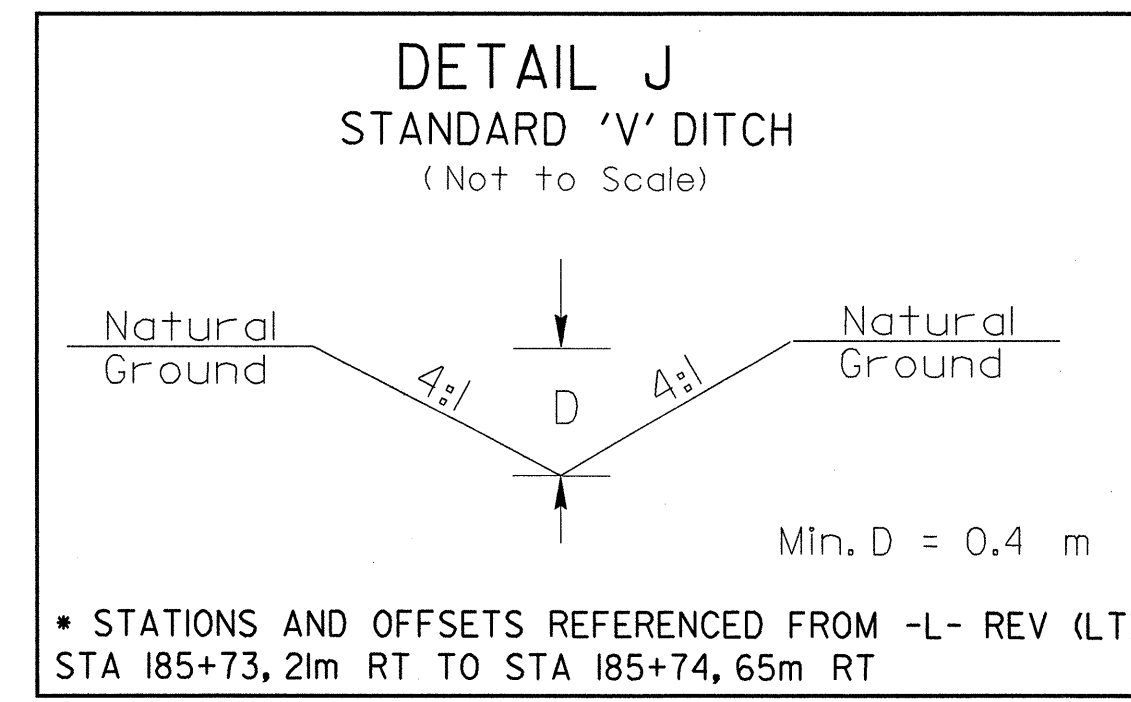 DETAIL J
STANDARD 'V' DITCH
(Not to Scale)
Natural
Ground
4:1
D
4:1
Natural
Ground
Min. D = 0.4 m
* STATIONS AND OFFSETS REFERENCED FROM -L- REV (LT
STA 185+73, 21m RT TO STA 185+74, 65m RT